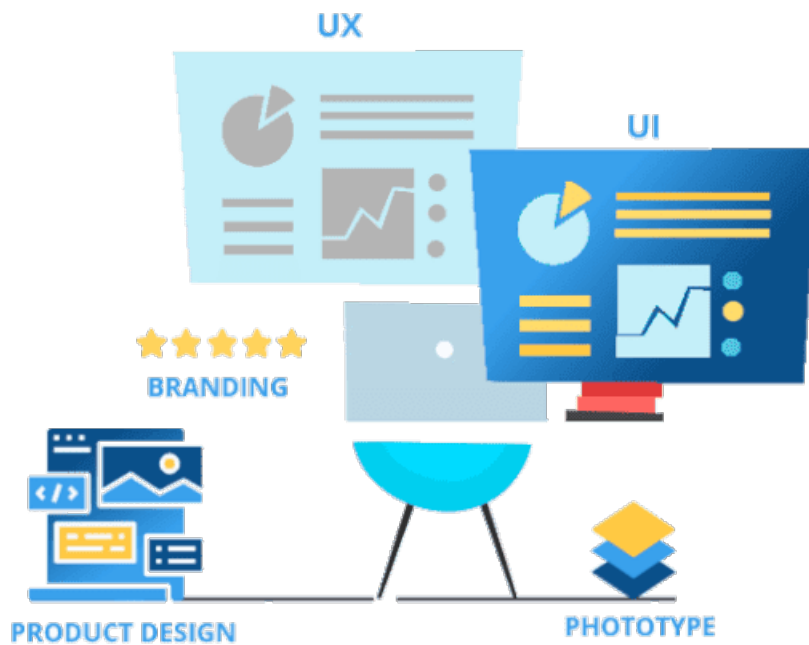 UX
UI
BRANDING
</>
PRODUCT DESIGN
PHOTOTYPE